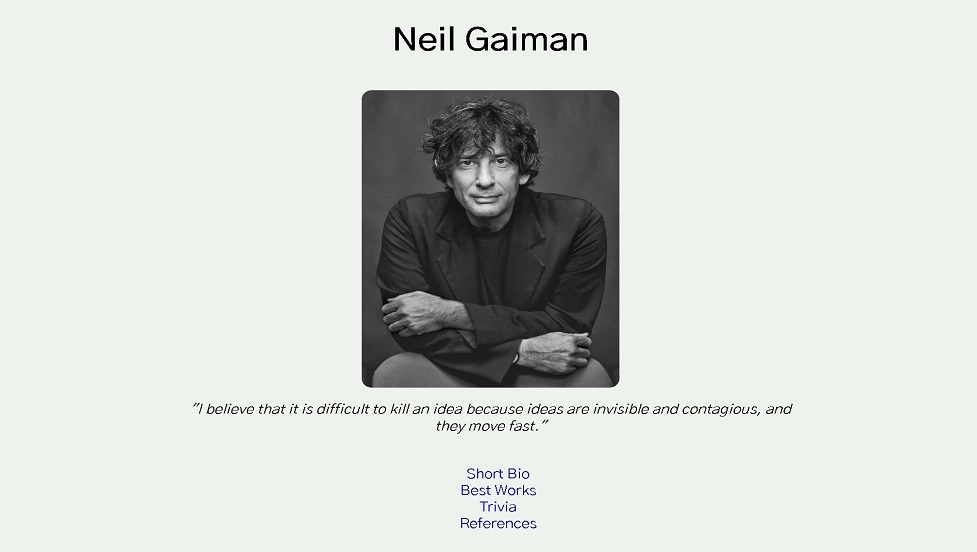 Neil Gaiman
"I believe that it is difficult to kill an idea because ideas are invisible and contagious, and
they move fast."
Short Bio
Best Works
Trivia
References